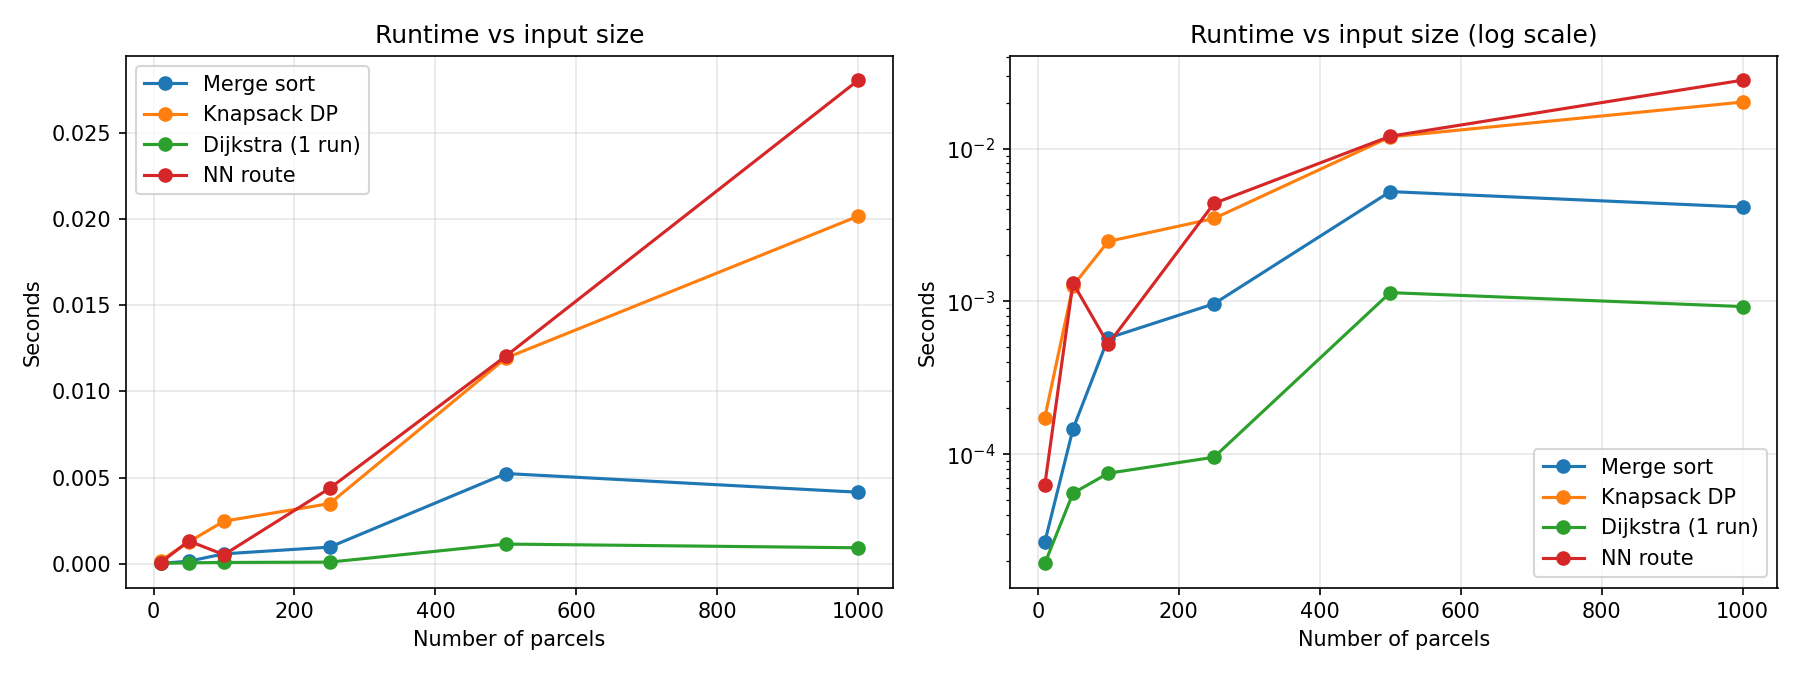 Runtime vs input size
Merge sort
Knapsack DP
Dijkstra (1 run)
NN route
0.025
0.020
0.015
0.010
0.005
0.000
Seconds
0 200 400 600 800 1000
Number of parcels
Runtime vs input size (log scale)
10⁻²
10⁻³
10⁻⁴
Seconds
Merge sort
Knapsack DP
Dijkstra (1 run)
NN route
0 200 400 600 800 1000
Number of parcels